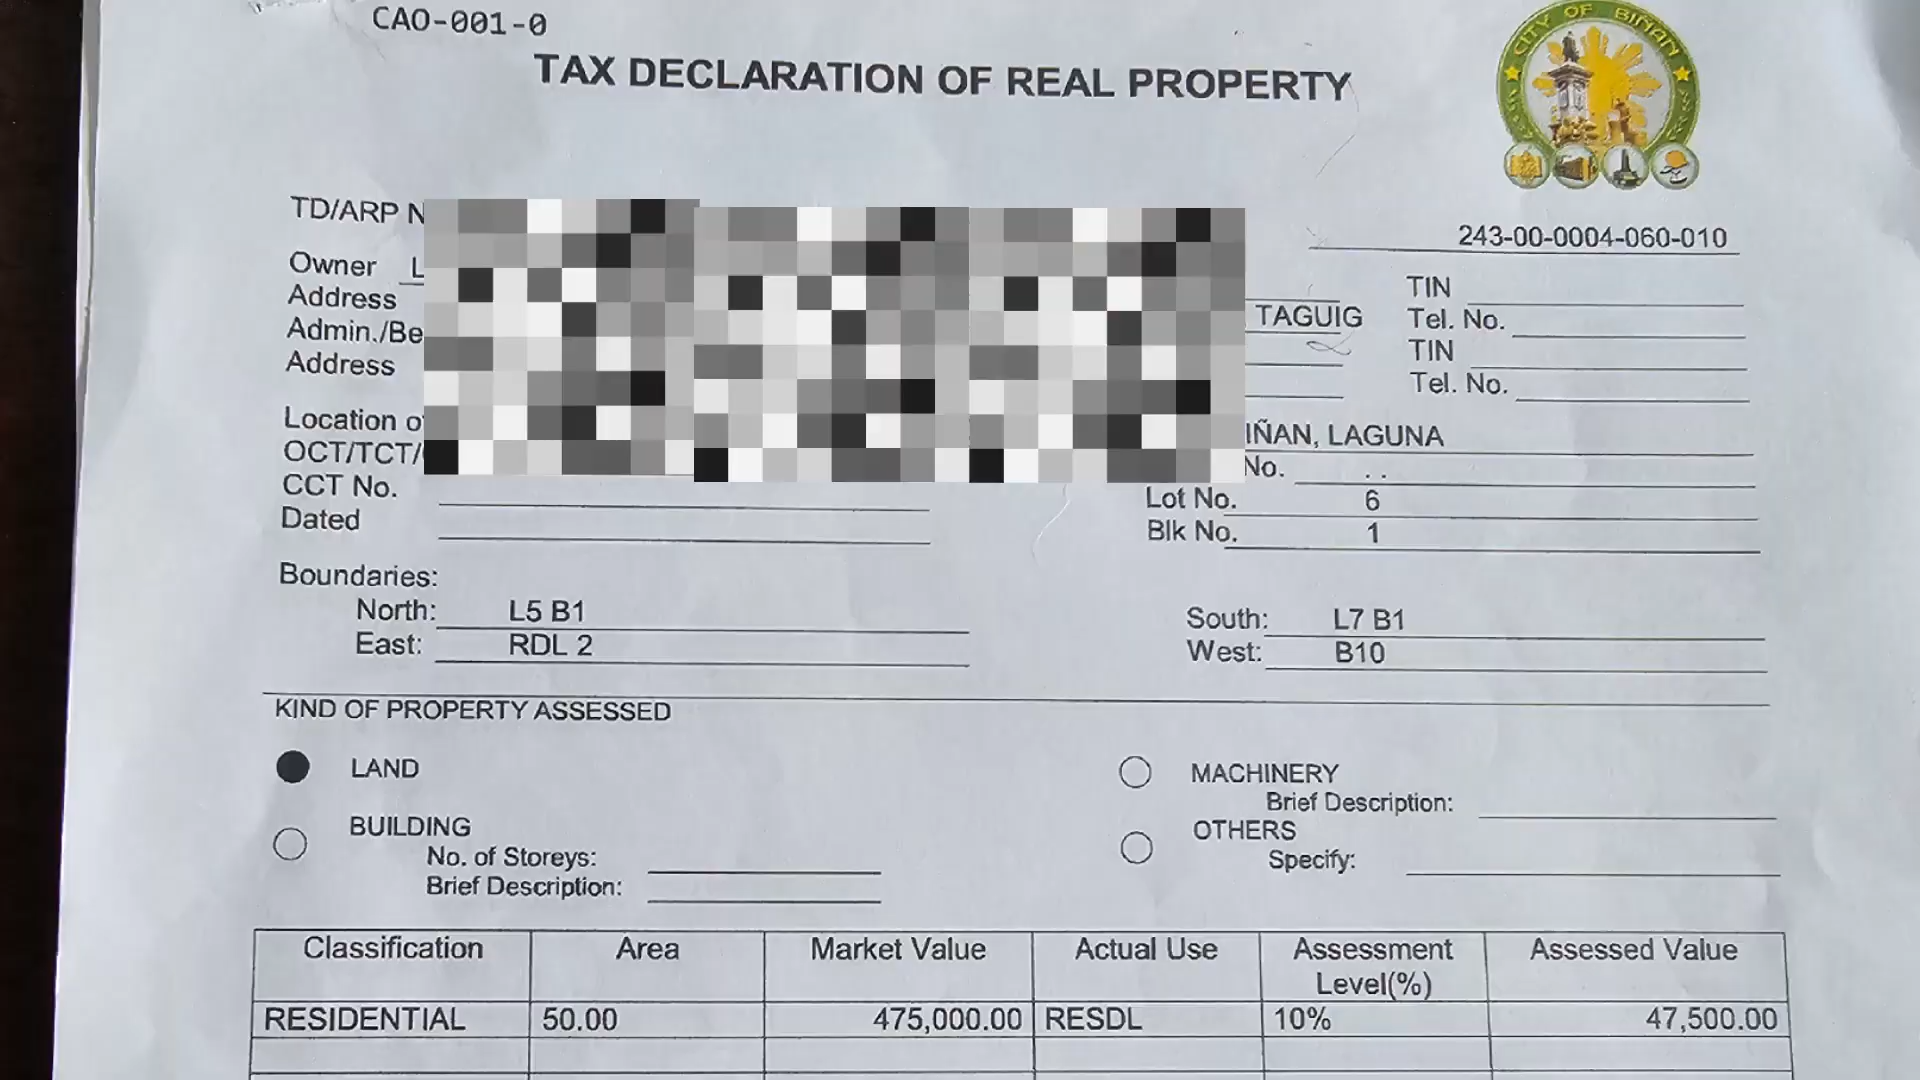 CAO-001-0
TAX DECLARATION OF REAL PROPERTY
CITY OF BIÑAN
TD/ARP N
243-00-0004-060-010
Owner L
TIN
Address TAGUIG Tel. No.
Admin./Be TIN
Address Tel. No.
Location o IÑAN, LAGUNA
OCT/TCT/ No. . .
CCT No. Lot No. 6
Dated Blk No. 1
Boundaries:
North: L5 B1 South: L7 B1
East: RDL 2 West: B10
KIND OF PROPERTY ASSESSED
LAND MACHINERY
Brief Description:
BUILDING OTHERS
No. of Storeys: Specify:
Brief Description:
Classification Area Market Value Actual Use Assessment Level(%) Assessed Value
RESIDENTIAL 50.00 475,000.00 RESDL 10% 47,500.00